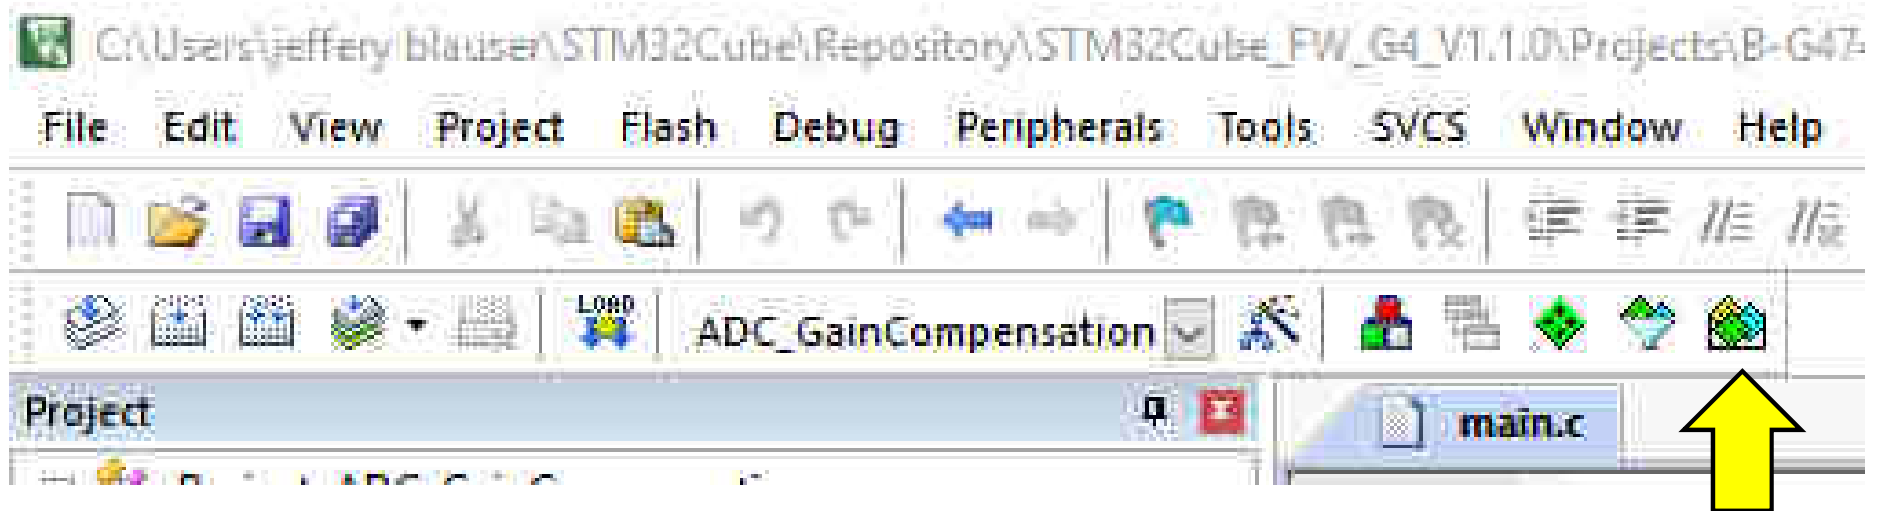 C:\Users\jeffery blauser\STM32Cube\Repository\STM32Cube_FW_G4_V1.1.0\Projects\B-G47
File Edit View Project Flash Debug Peripherals Tools SVCS Window Help
LOAD ADC_GainCompensation
Project
main.c